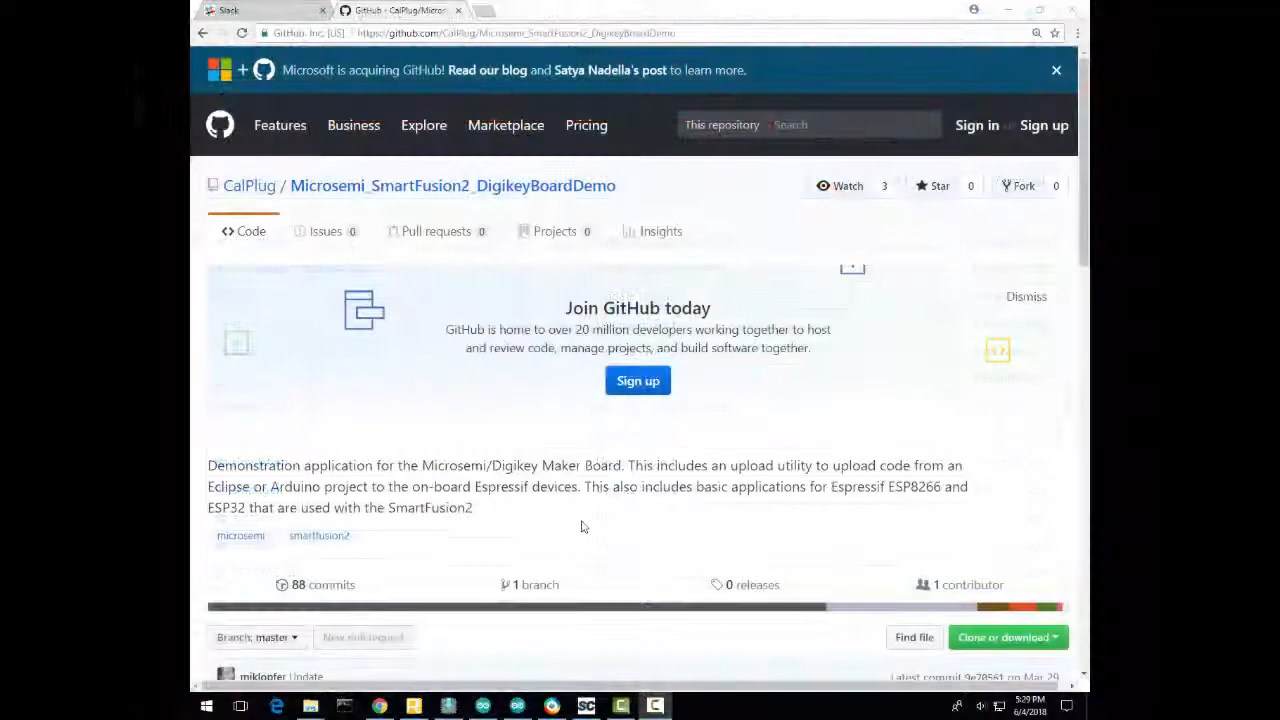 Slack
GitHub - CalPlug/Micros
GitHub, Inc. [US]
https://github.com/CalPlug/Microsemi_SmartFusion2_DigikeyBoardDemo
Microsoft is acquiring GitHub! Read our blog and Satya Nadella's post to learn more.
Features Business Explore Marketplace Pricing
This repository Search
Sign in or Sign up
CalPlug / Microsemi_SmartFusion2_DigikeyBoardDemo
Watch 3 Star 0 Fork 0
Code Issues 0 Pull requests 0 Projects 0 Insights
Dismiss
Join GitHub today
GitHub is home to over 20 million developers working together to host
and review code, manage projects, and build software together.
Sign up
Demonstration application for the Microsemi/Digikey Maker Board. This includes an upload utility to upload code from an
Eclipse or Arduino project to the on-board Espressif devices. This also includes basic applications for Espressif ESP8266 and
ESP32 that are used with the SmartFusion2
microsemi smartfusion2
88 commits 1 branch 0 releases 1 contributor
Branch: master New pull request Find file Clone or download
miklopfer Update Latest commit 9e70561 on Mar 29
SC
5:29 PM
6/4/2018